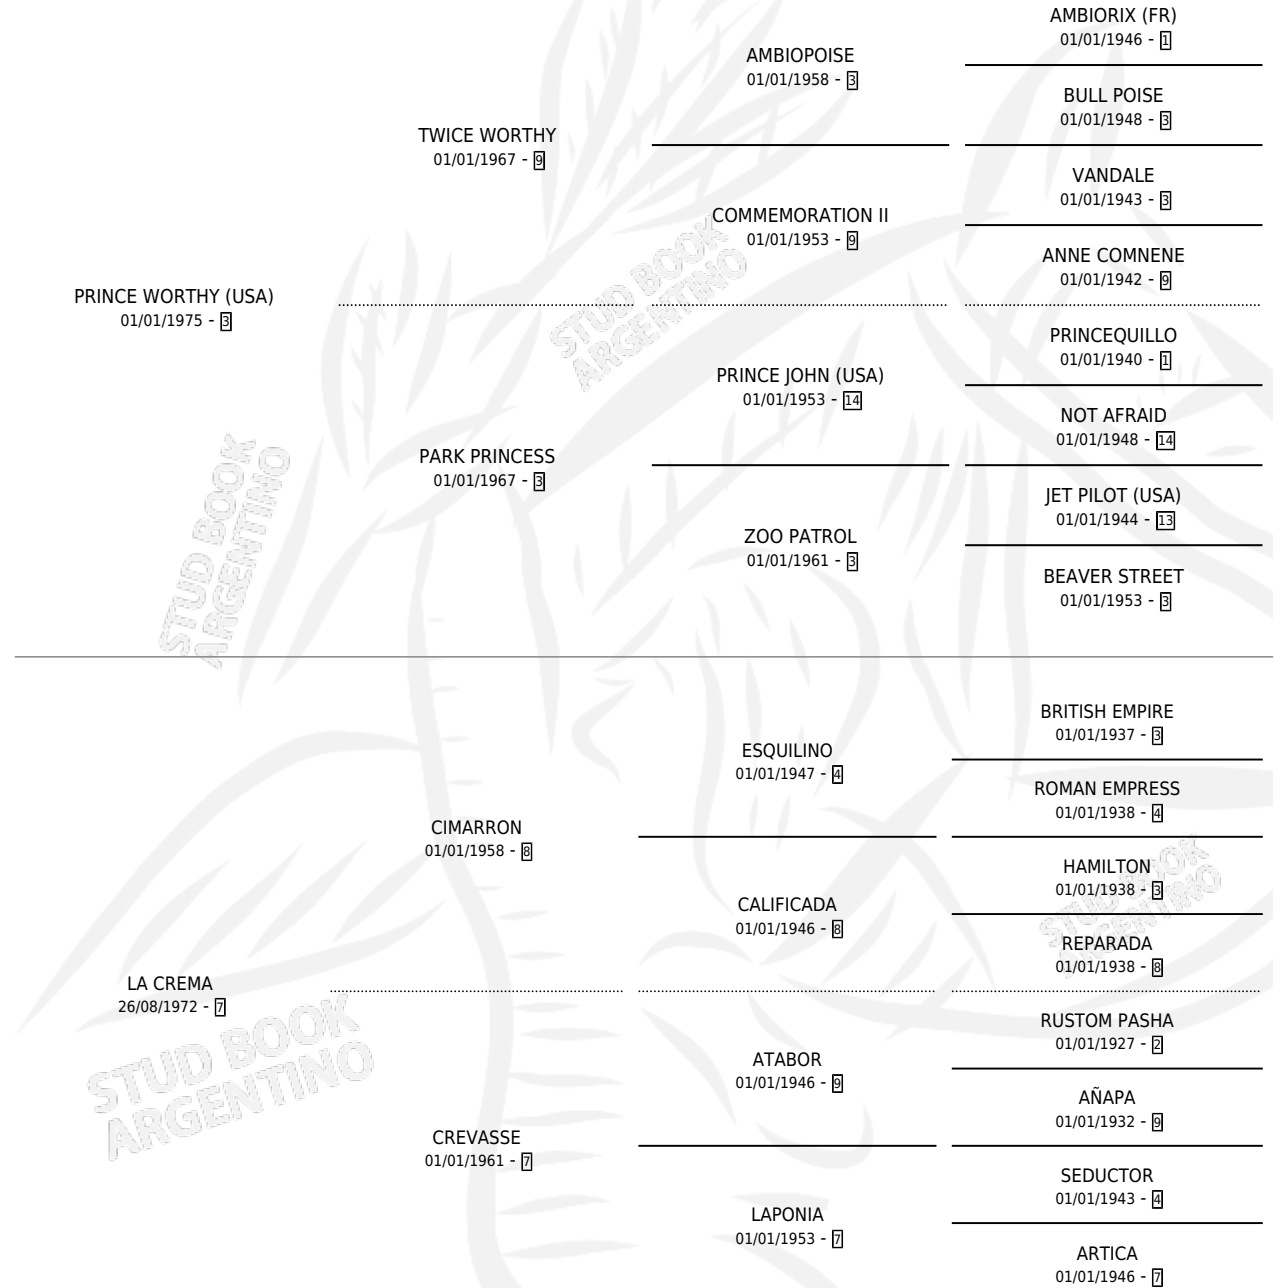 AMBIORIX (FR)
01/01/1946 - 1
AMBIOPOISE
01/01/1958 - 3
BULL POISE
01/01/1948 - 3
TWICE WORTHY
01/01/1967 - 9
VANDALE
01/01/1943 - 3
COMMEMORATION II
01/01/1953 - 9
ANNE COMNENE
01/01/1942 - 9
PRINCE WORTHY (USA)
01/01/1975 - 3
PRINCEQUILLO
01/01/1940 - 1
PRINCE JOHN (USA)
01/01/1953 - 14
NOT AFRAID
01/01/1948 - 14
PARK PRINCESS
01/01/1967 - 3
JET PILOT (USA)
01/01/1944 - 13
ZOO PATROL
01/01/1961 - 3
BEAVER STREET
01/01/1953 - 3
STUD BOOK
ARGENTINO
STUD BOOK
ARGENTINO
BRITISH EMPIRE
01/01/1937 - 3
ESQUILINO
01/01/1947 - 4
ROMAN EMPRESS
01/01/1938 - 4
CIMARRON
01/01/1958 - 8
HAMILTON
01/01/1938 - 3
CALIFICADA
01/01/1946 - 8
REPARADA
01/01/1938 - 8
LA CREMA
26/08/1972 - 7
RUSTOM PASHA
01/01/1927 - 2
ATABOR
01/01/1946 - 9
AÑAPA
01/01/1932 - 9
CREVASSE
01/01/1961 - 7
SEDUCTOR
01/01/1943 - 4
LAPONIA
01/01/1953 - 7
ARTICA
01/01/1946 - 7
STUD BOOK
ARGENTINO
STUD BOOK
ARGENTINO